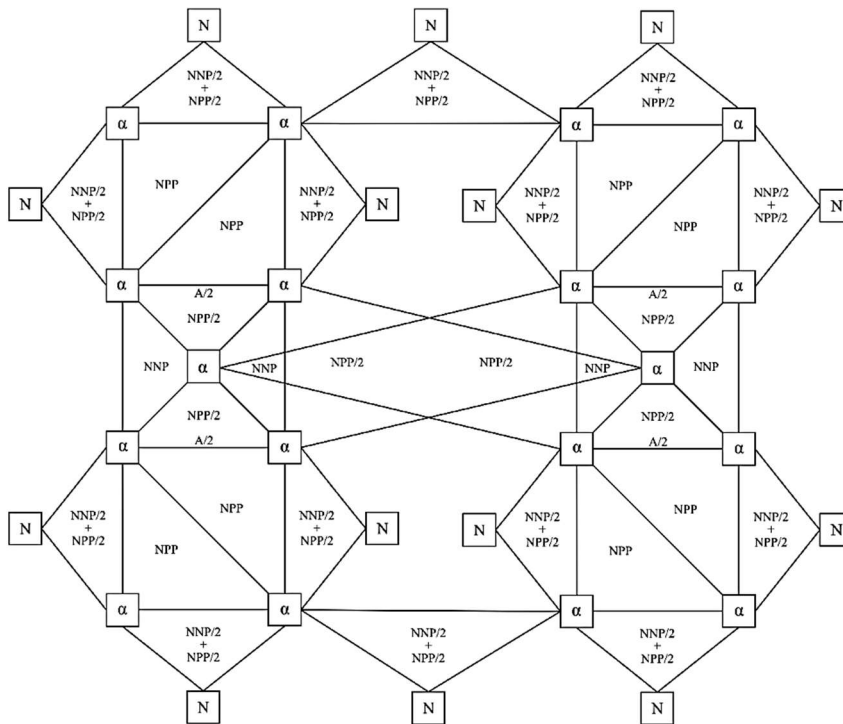 N N N
NNP/2 NNP/2 NNP/2
+ + +
NPP/2 NPP/2 NPP/2
α α α α
NPP NPP
NNP/2 NNP/2 NNP/2 NNP/2
N + + N N + + N
NPP/2 NPP/2 NPP/2 NPP/2
NPP NPP
α α α α
A/2 A/2
NPP/2 NPP/2
NNP α NNP NPP/2 NPP/2 NNP α NNP
NPP/2 NPP/2
A/2 A/2
α α α α
NPP NPP
NNP/2 NNP/2 NNP/2 NNP/2
N + + N N + + N
NPP/2 NPP/2 NPP/2 NPP/2
NPP NPP
α α α α
NNP/2 NNP/2 NNP/2
+ + +
NPP/2 NPP/2 NPP/2
N N N